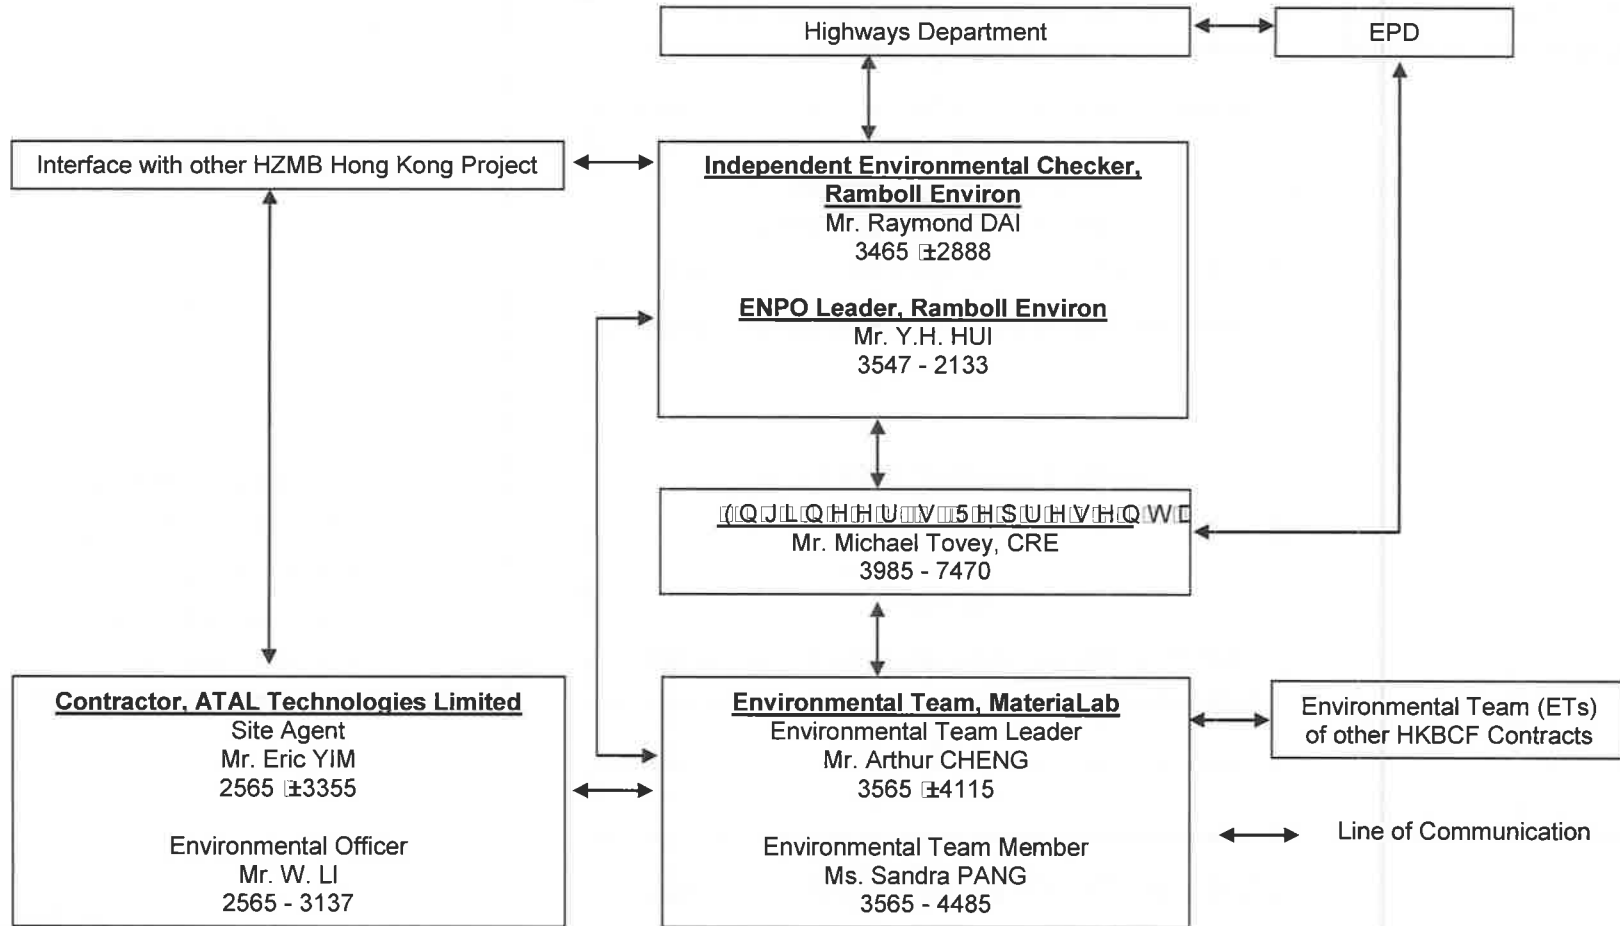 Highways Department
EPD
Interface with other HZMB Hong Kong Project
Independent Environmental Checker,
Ramboll Environ
Mr. Raymond DAI
3465 ±2888
ENPO Leader, Ramboll Environ
Mr. Y.H. HUI
3547 - 2133
Mr. Michael Tovey, CRE
3985 - 7470
Contractor, ATAL Technologies Limited
Site Agent
Mr. Eric YIM
2565 ±3355
Environmental Officer
Mr. W. LI
2565 - 3137
Environmental Team, MateriaLab
Environmental Team Leader
Mr. Arthur CHENG
3565 ±4115
Environmental Team Member
Ms. Sandra PANG
3565 - 4485
Environmental Team (ETs)
of other HKBCF Contracts
Line of Communication